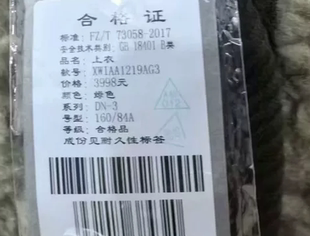 合格证
标准: FZ/T 73058-2017
安全技术类别: GB 18401 B类
品名: 上衣
款号: XW1AA1219AG3
价格: 3998元
颜色: 绿色
系列: DN-3
号型: 160/84A
等级: 合格品
成份见耐久性标签